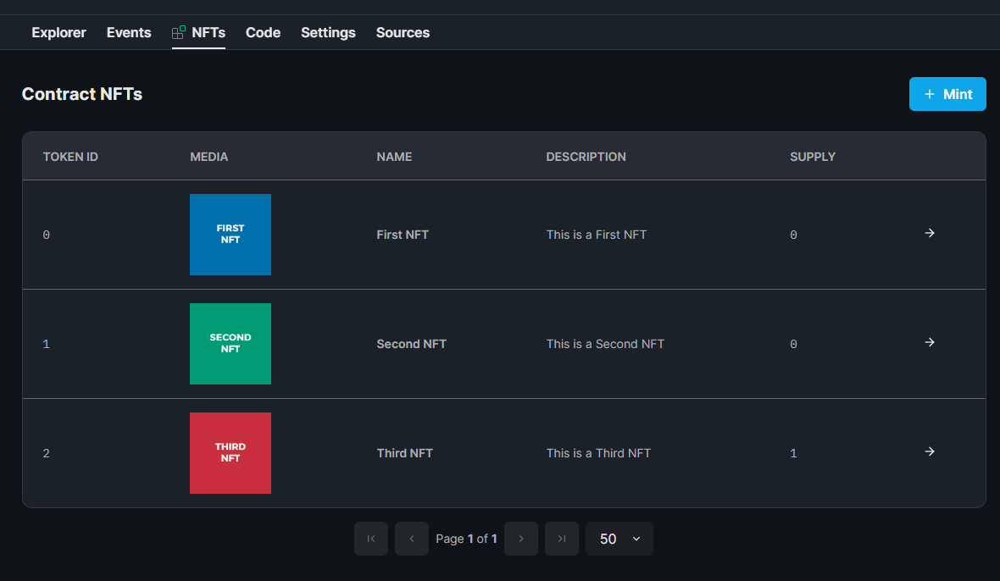 Explorer Events NFTs Code Settings Sources
Contract NFTs
+ Mint
TOKEN ID MEDIA NAME DESCRIPTION SUPPLY
0 FIRST NFT First NFT This is a First NFT 0
1 SECOND NFT Second NFT This is a Second NFT 0
2 THIRD NFT Third NFT This is a Third NFT 1
Page 1 of 1 50